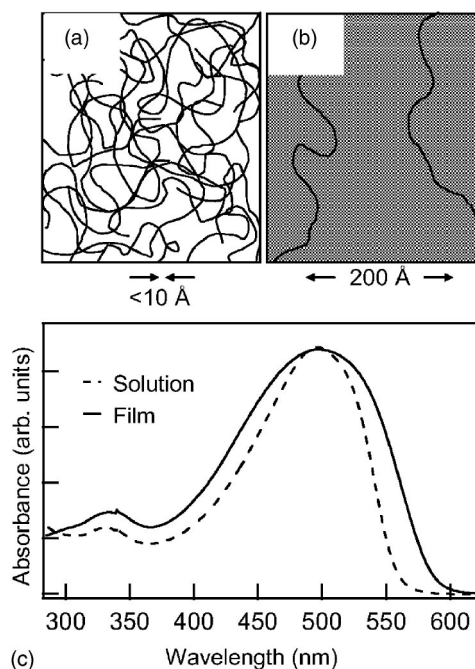 (a)
(b)
<10 Å
200 Å
Absorbance (arb. units)
Solution
Film
300 350 400 450 500 550 600
Wavelength (nm)
(c)